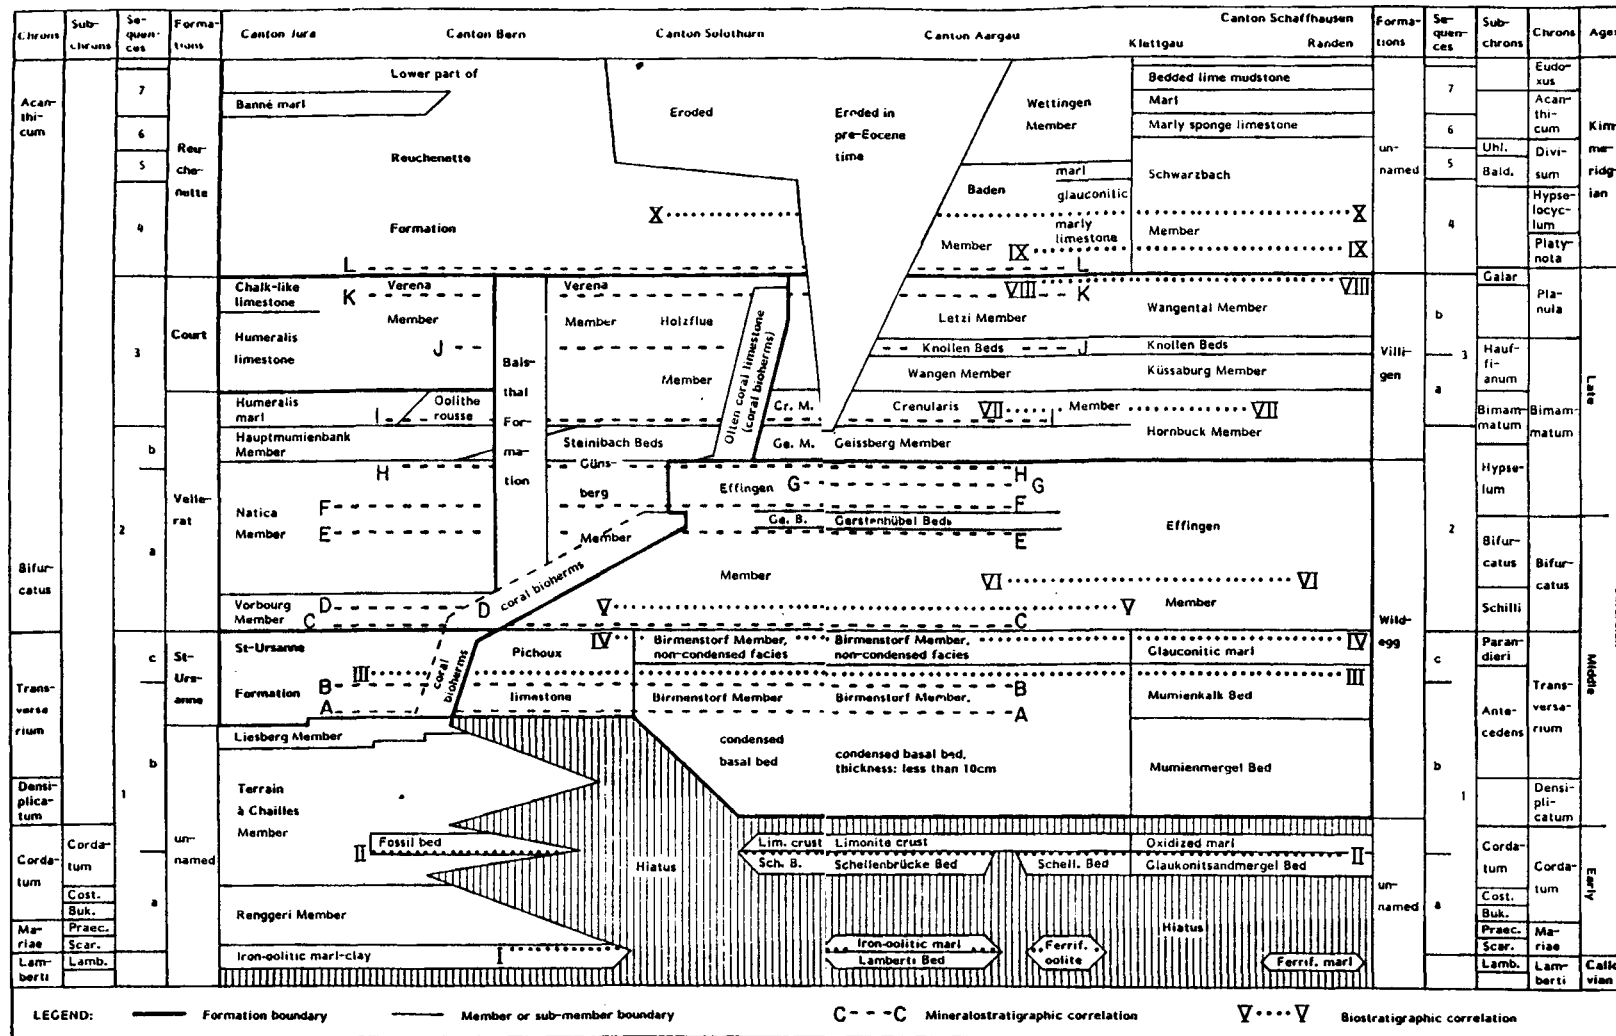 Chrons
Sub-
chrons
Se-
quen-
ces
Forma-
tions
Canton Jura
Canton Bern
Canton Solothurn
Canton Aargau
Canton Schaffhausen
Klettgau
Randen
Forma-
tions
Se-
quen-
ces
Sub-
chrons
Chrons
Ages
Acan-
thi-
cum
Bifur-
catus
Trans-
versa
rium
Densi-
plica-
tum
Corda-
tum
Ma-
riae
Lam-
berti
Corda-
tum
Cost.
Buk.
Praec.
Scar.
Lamb.
7
6
5
4
3
b
2
a
c
b
1
a
Reu-
che-
nette
Court
Velle-
rat
St-
Urs-
anne
un-
named
Lower part of
Banné marl
Reuchenette
Formation
Eroded
Eroded in
pre-Eocene
time
Wettingen
Member
Bedded lime mudstone
Marl
Marly sponge limestone
Baden
marl
glauconitic
marly
limestone
Member
Schwarzbach
Member
X
X
X
IX
IX
L
L
Chalk-like
limestone
K
Verena
Member
Verena
Member
Holzflue
Member
VIII
K
VIII
Letzi Member
Wangental Member
Humeralis
limestone
J
Knollen Beds
J
Knollen Beds
Wangen Member
Küssaburg Member
Bals-
thal
For-
ma-
tion
Olten coral limestone
(coral bioherms)
Humeralis
marl
I
Oolithe
rousse
Cr. M.
Crenularis
VII
I
Member
VII
Hauptmumienbank
Member
Steinibach Beds
Ge. M.
Geissberg Member
Hornbuck Member
H
Güns-
berg
Member
Effingen
G
H
G
Natica
Member
F
F
Ge. B.
Gerstenhübel Beds
E
E
Effingen
Member
Member
VI
VI
coral bioherms
Vorbourg
Member
D
D
C
V
V
C
St-Ursanne
Formation
III
B
A
coral
bioherms
Pichoux
limestone
IV
Birmenstorf Member,
non-condensed facies
Birmenstorf Member,
non-condensed facies
IV
Glauconitic marl
III
Birmenstorf Member
Birmenstorf Member,
B
A
Mumienkalk Bed
Liesberg Member
condensed
basal bed
condensed basal bed,
thickness: less than 10cm
Mumienmergel Bed
Terrain
à Chailles
Member
II
Fossil bed
Hiatus
Lim. crust
Limonite crust
Oxidized marl
II
Sch. B.
Schellenbrücke Bed
Schell. Bed
Glaukonitsandmergel Bed
Renggeri Member
Hiatus
Iron-oolitic marl-clay
I
Iron-oolitic marl
Lamberti Bed
Ferrif.
oolite
Ferrif. marl
un-
named
Villi-
gen
Wild-
egg
un-
named
7
6
5
4
b
3
a
2
c
b
1
a
Uhl.
Bald.
Galar
Bimam-
matum
Hypse-
lum
Bifur-
catus
Schilli
Paran-
dieri
Ante-
cedens
Corda-
tum
Cost.
Buk.
Praec.
Scar.
Lamb.
Eudo-
xus
Acan-
thi-
cum
Divi-
sum
Hypse-
locyc-
lum
Platy-
nota
Pla-
nula
Hauf-
fi-
anum
Bimam-
matum
Bifur-
catus
Trans-
versa-
rium
Densi-
pli-
catum
Corda-
tum
Ma-
riae
Lam-
berti
Kim-
me-
ridg-
ian
Late
Middle
Early
Callo-
vian
LEGEND:
Formation boundary
Member or sub-member boundary
C - - - C Mineralostratigraphic correlation
V ···· V Biostratigraphic correlation